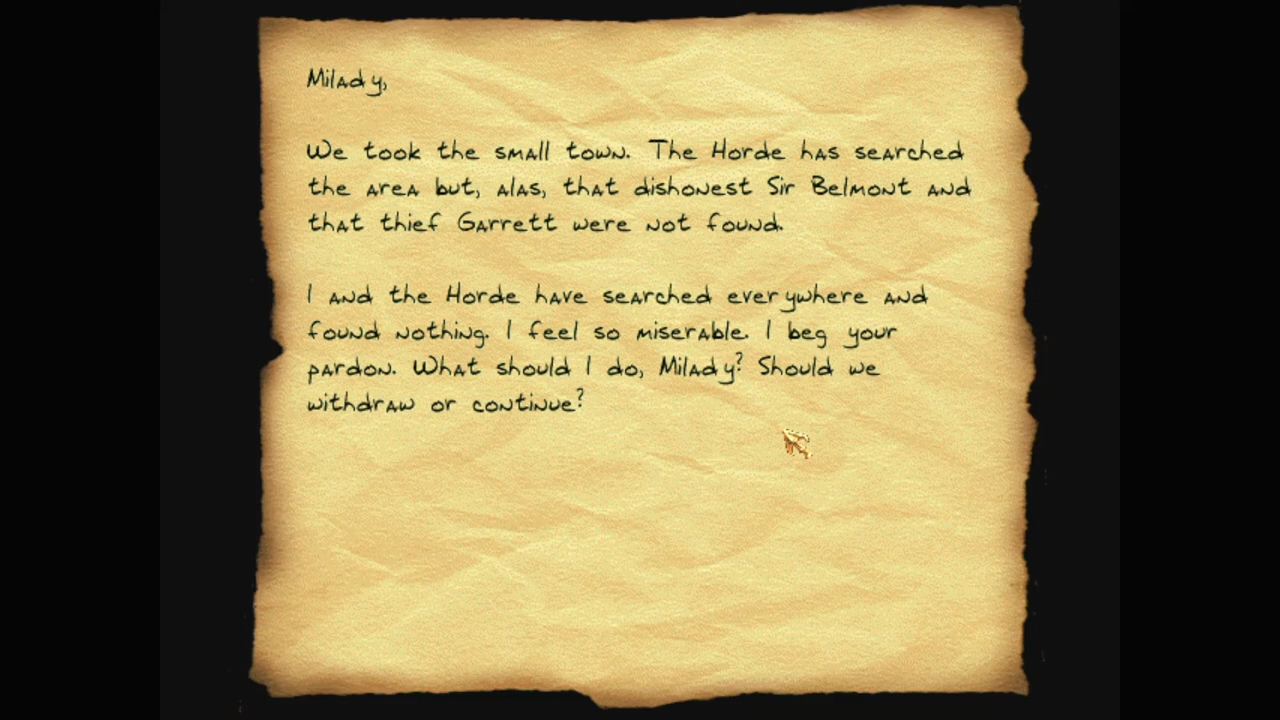 Milady,
We took the small town. The Horde has searched
the area but, alas, that dishonest Sir Belmont and
that thief Garrett were not found.
I and the Horde have searched everywhere and
found nothing. I feel so miserable. I beg your
pardon. What should I do, Milady? Should we
withdraw or continue?